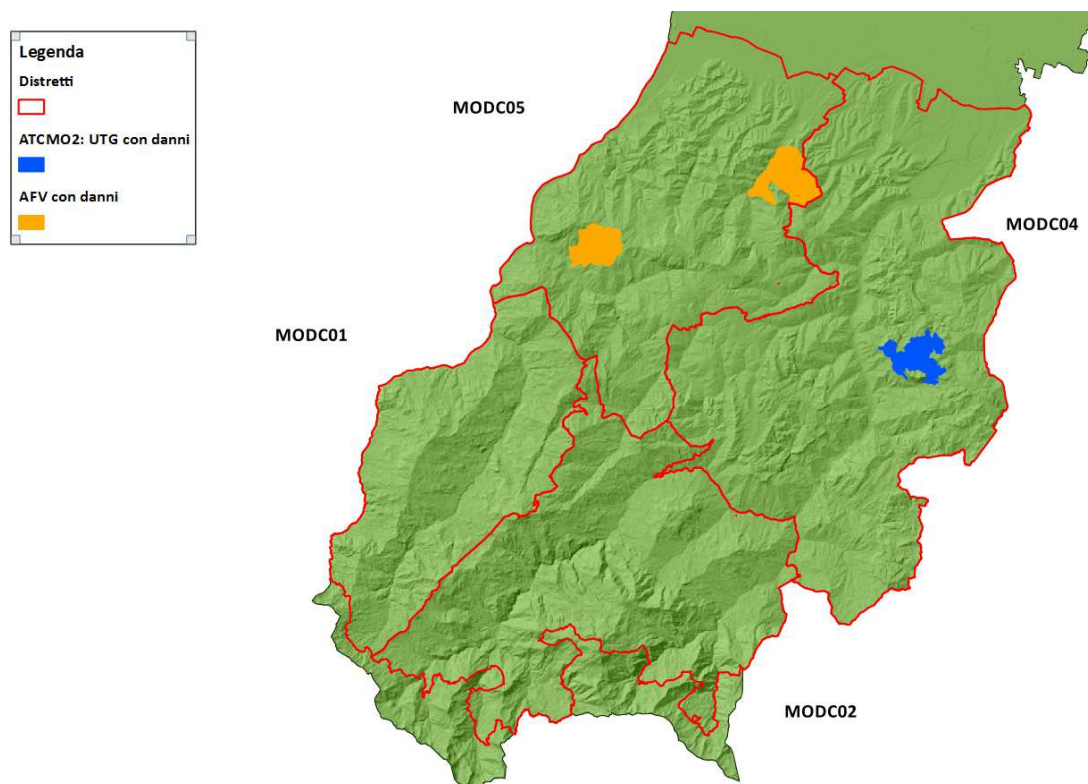 Legenda
Distretti
ATCMO2: UTG con danni
AFV con danni
MODC05
MODC04
MODC01
MODC02